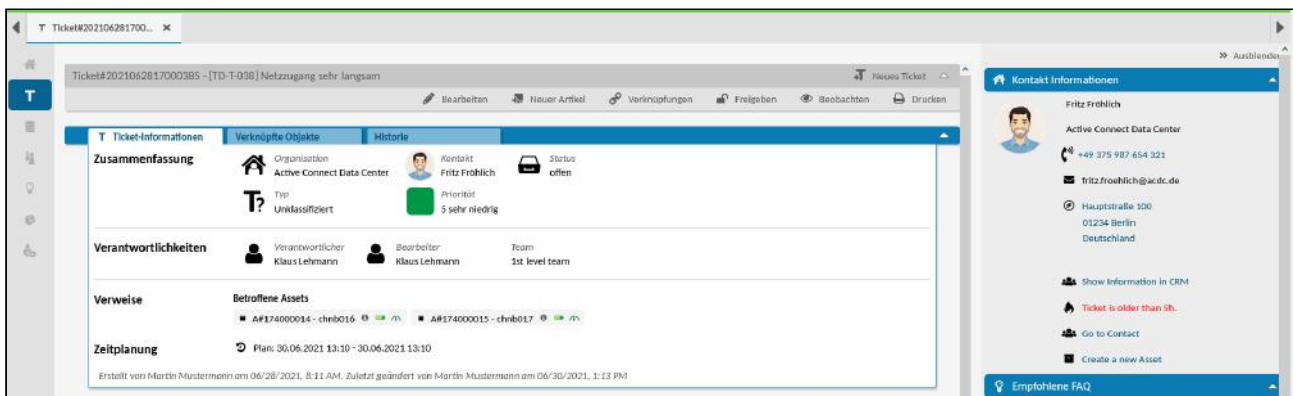 T Ticket#202106281700... ×
» Ausblenden
Ticket#2021062817000385 - [TD-T-038] Netzzugang sehr langsam
Neues Ticket
Bearbeiten Neuer Artikel Verknüpfungen Freigeben Beobachten Drucken
T Ticket-Informationen Verknüpfte Objekte Historie
Zusammenfassung
Organisation
Active Connect Data Center
Kontakt
Fritz Fröhlich
Status
offen
Typ
Unklassifiziert
Priorität
5 sehr niedrig
Verantwortlichkeiten
Verantwortlicher
Klaus Lehmann
Bearbeiter
Klaus Lehmann
Team
1st level team
Verweise
Betroffene Assets
A#174000014 - chnb016 A#174000015 - chnb017
Zeitplanung
Plan: 30.06.2021 13:10 - 30.06.2021 13:10
Erstellt von Martin Mustermann am 06/28/2021, 8:11 AM. Zuletzt geändert von Martin Mustermann am 06/30/2021, 1:13 PM
Kontakt Informationen
Fritz Fröhlich
Active Connect Data Center
+49 375 987 654 321
fritz.froehlich@acdc.de
Hauptstraße 100
01234 Berlin
Deutschland
Show Information in CRM
Ticket is older than 5h.
Go to Contact
Create a new Asset
Empfohlene FAQ